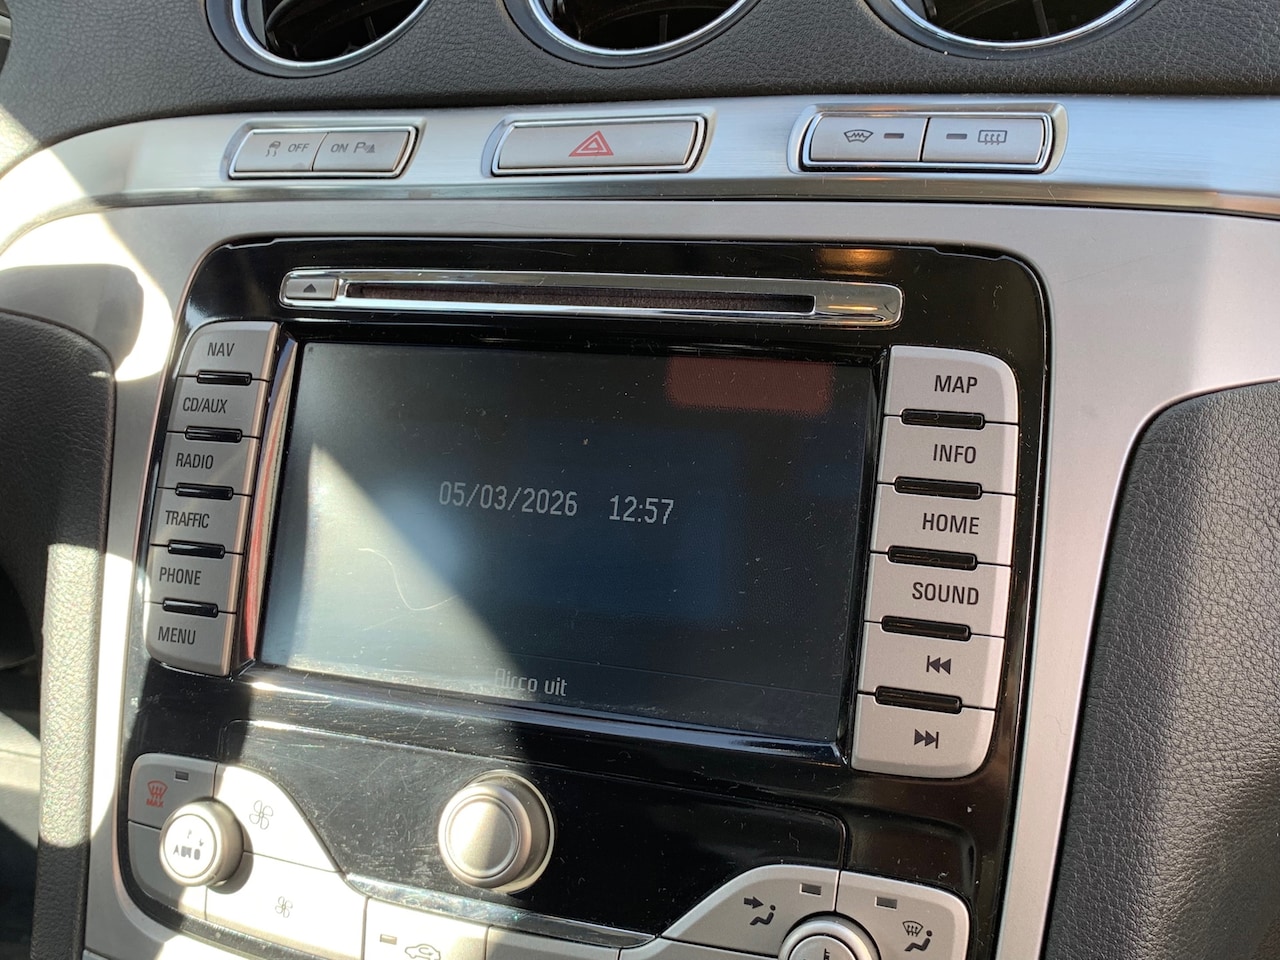 OFF
ON P
NAV
CD/AUX
RADIO
TRAFFIC
PHONE
MENU
05/03/2026 12:57
Airco uit
MAP
INFO
HOME
SOUND
MAX